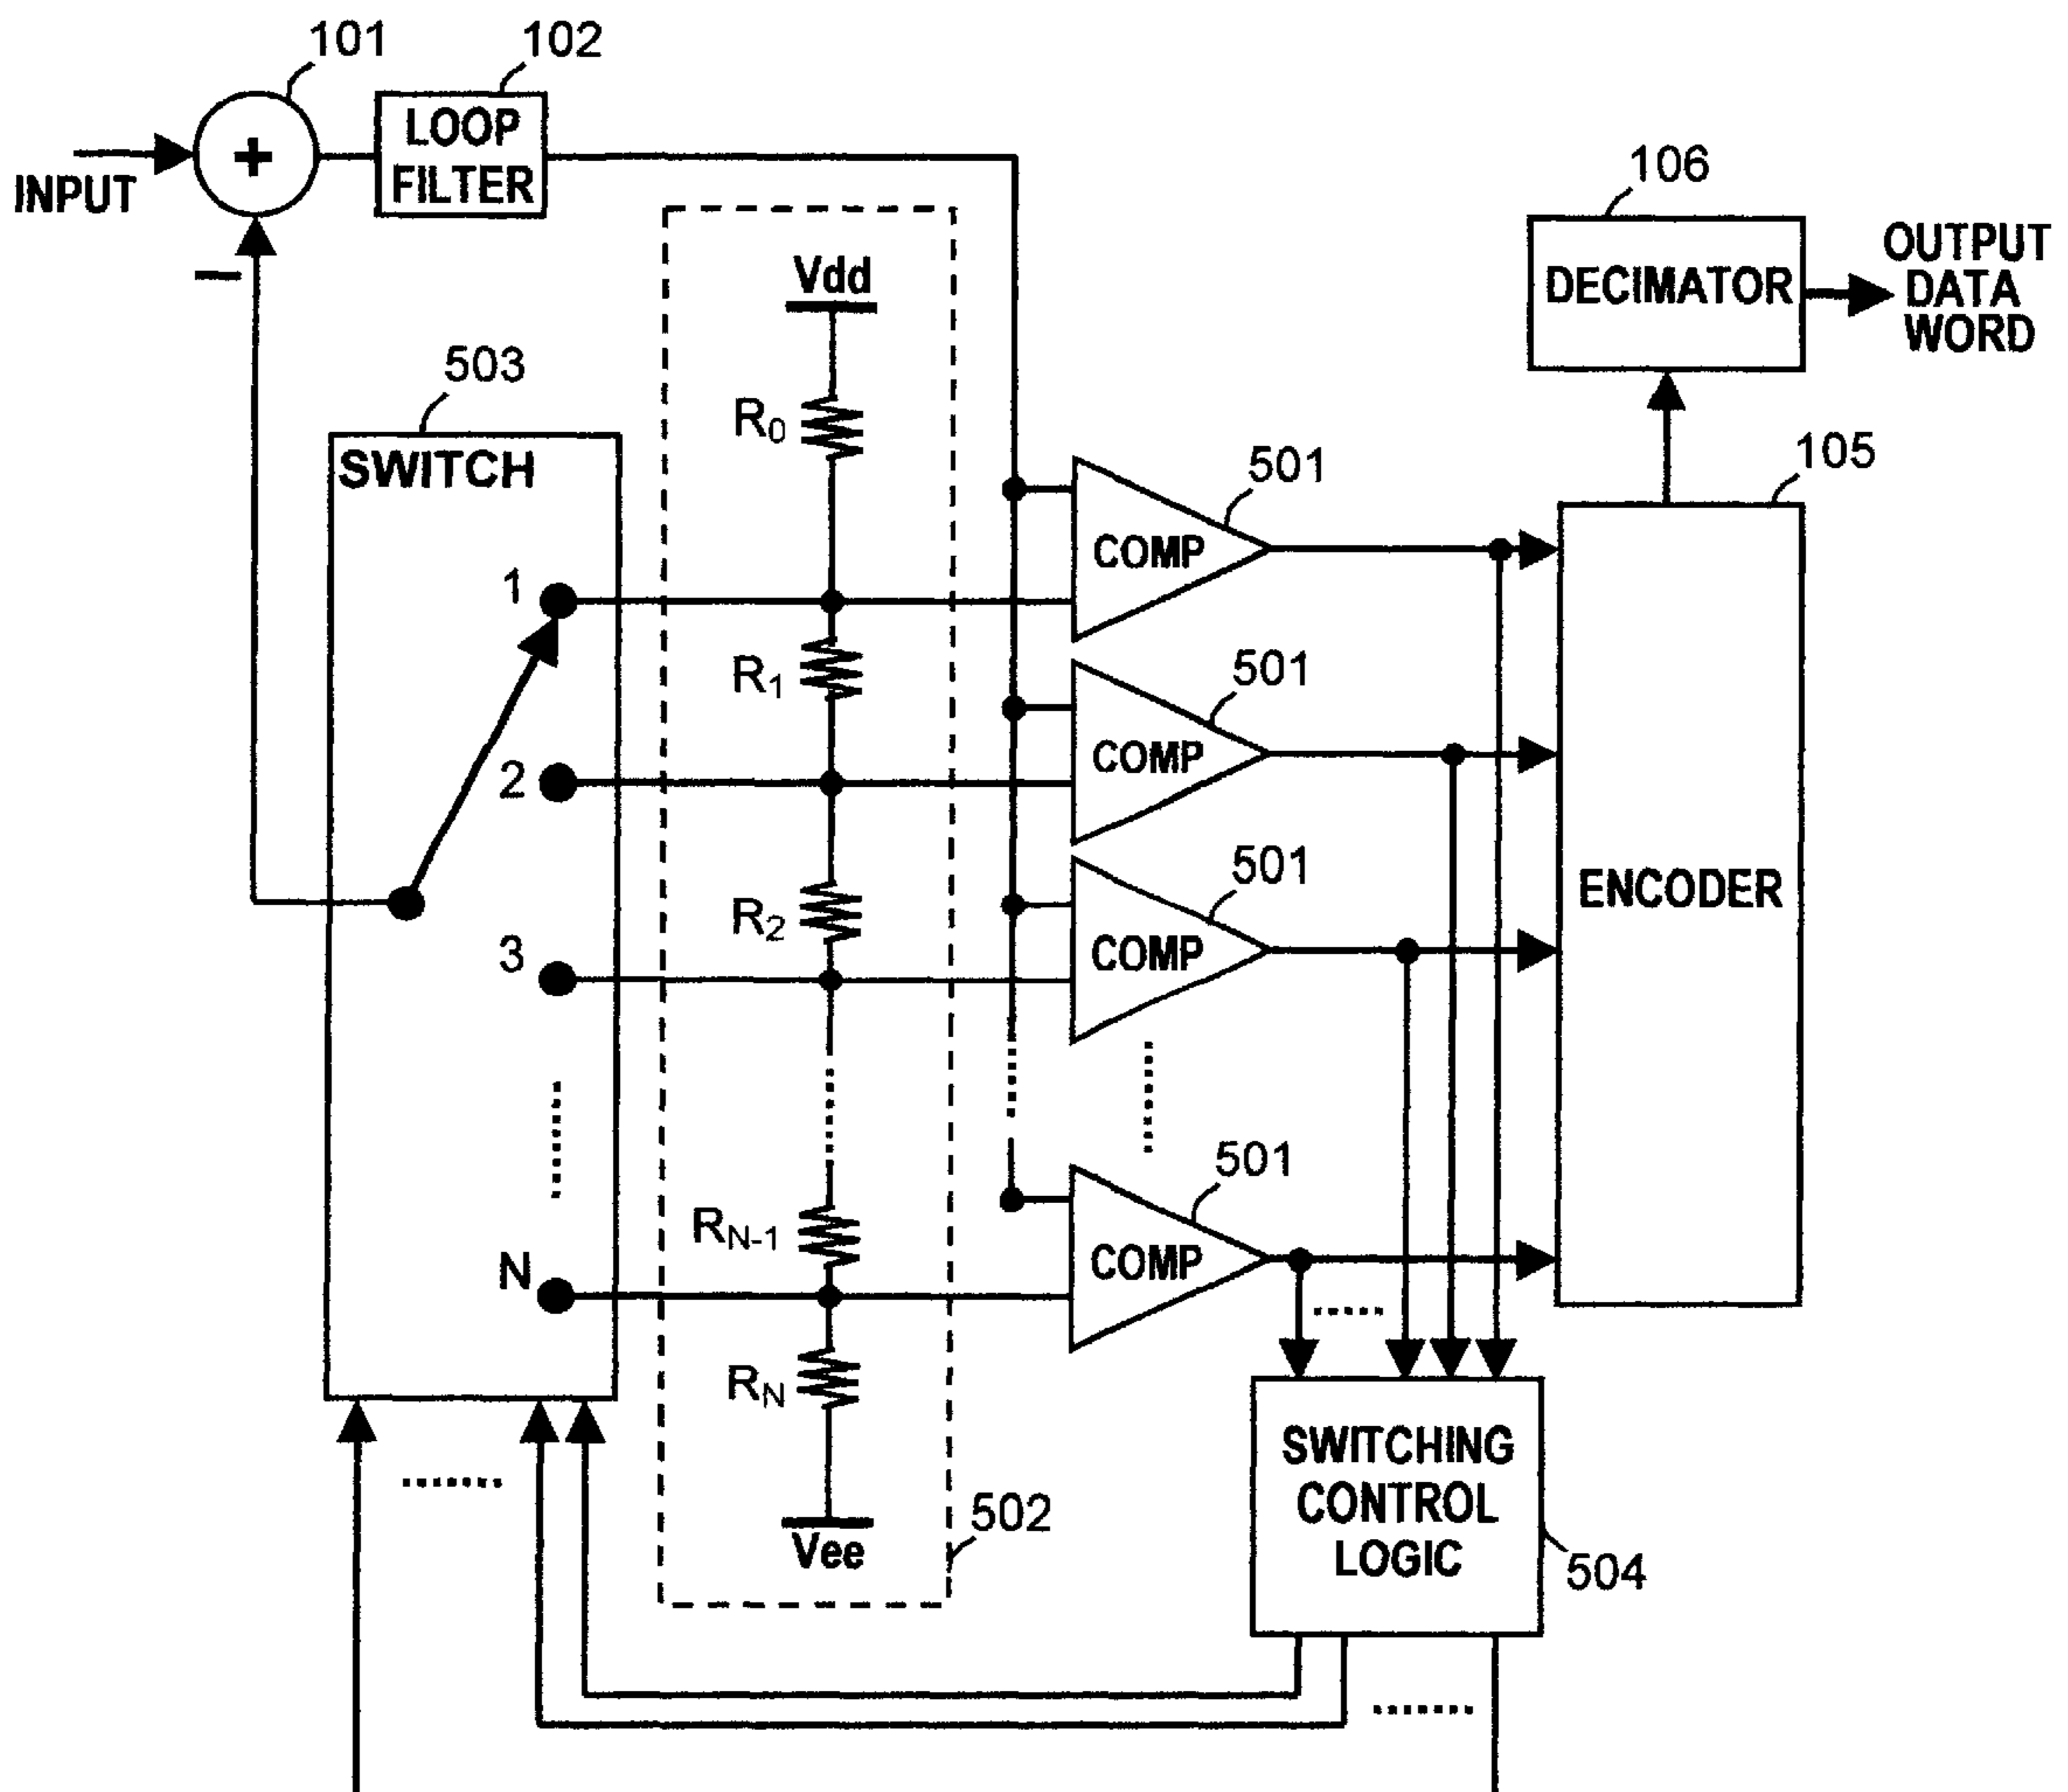 101
102
LOOP
FILTER
+
INPUT
−
106
DECIMATOR
OUTPUT
DATA
WORD
Vdd
503
SWITCH
R0
501
COMP
105
1
R1
501
COMP
2
R2
501
COMP
ENCODER
3
RN-1
501
COMP
N
RN
Vee
502
SWITCHING
CONTROL
LOGIC
504